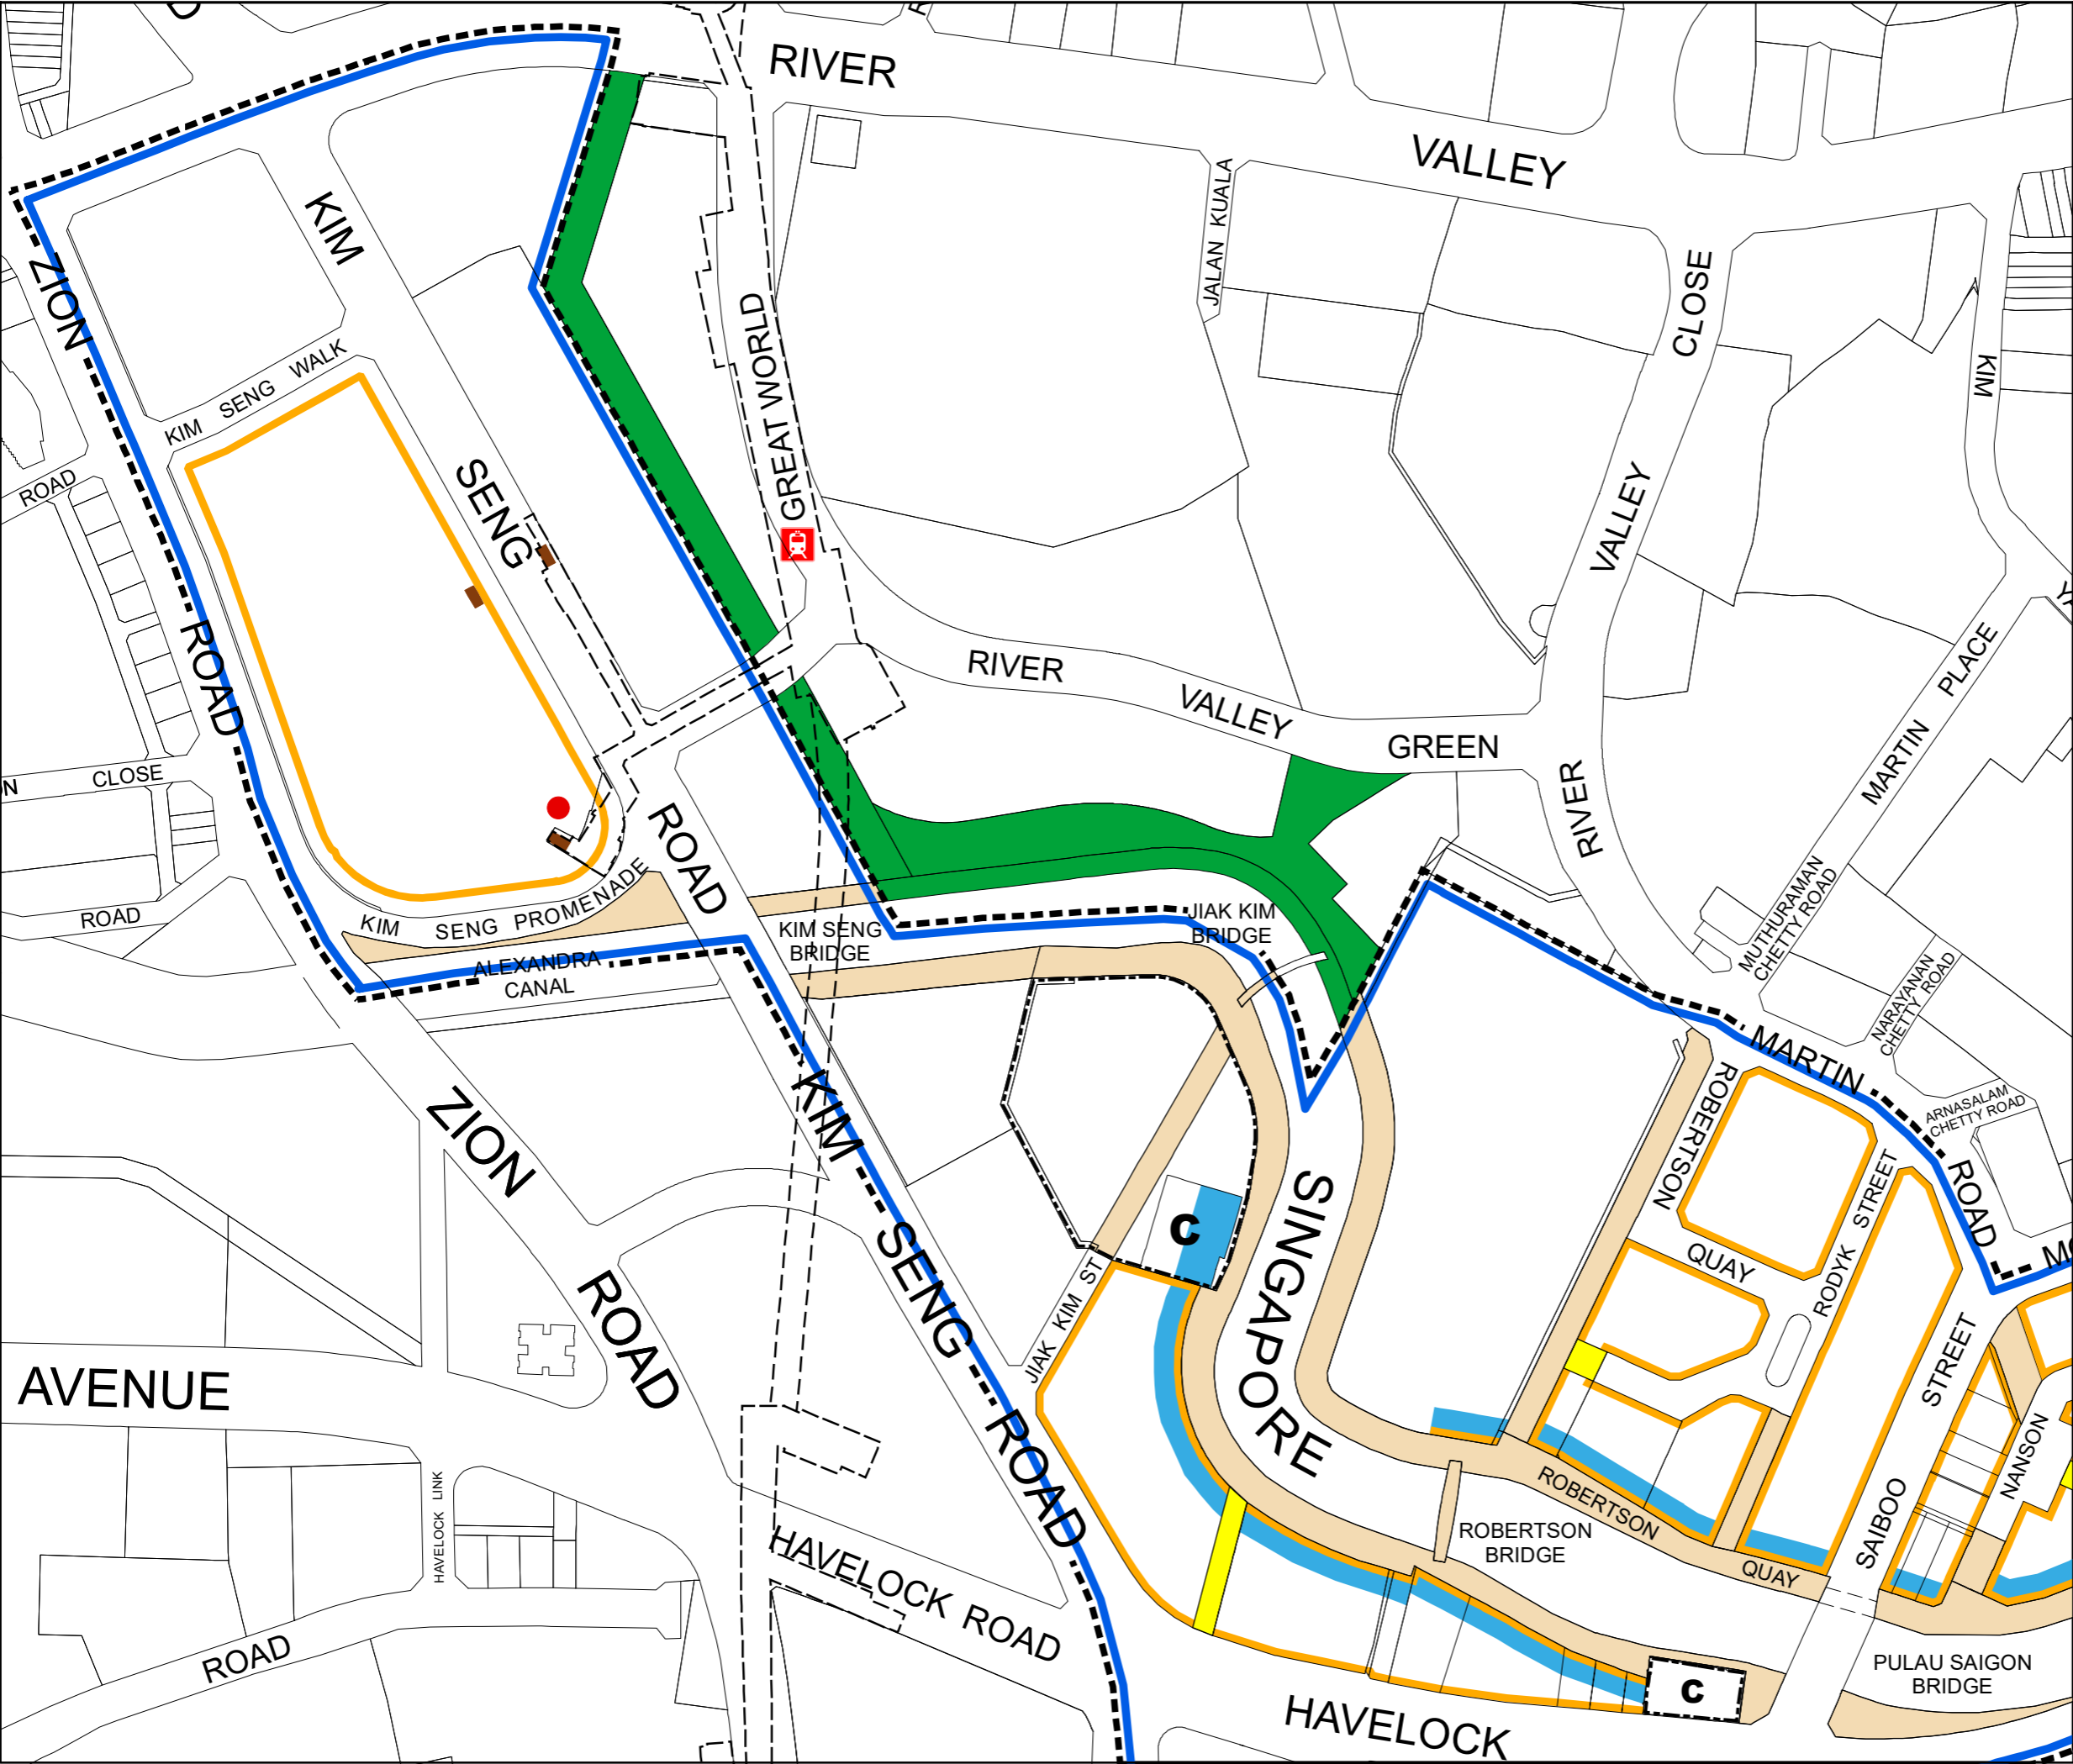 RIVER
VALLEY
KIM
SENG
ROAD
ZION
ROAD
KIM SENG WALK
GREAT WORLD
JALAN KUALA
CLOSE
VALLEY
RIVER
KIM
ROAD
CLOSE
ROAD
RIVER
VALLEY
GREEN
MARTIN PLACE
MUTHURAMAN
CHETTY ROAD
NARAYANAN
CHETTY ROAD
ARNASALAM
CHETTY ROAD
KIM SENG PROMENADE
KIM SENG
BRIDGE
JIAK KIM
BRIDGE
ALEXANDRA
CANAL
MARTIN
ROAD
ROBERTSON
QUAY
RODYK STREET
ZION
ROAD
KIM SENG ROAD
C
SINGAPORE
JIAK KIM ST
AVENUE
SAIBOO
STREET
NANSON
HAVELOCK LINK
ROBERTSON
QUAY
ROBERTSON
BRIDGE
HAVELOCK ROAD
ROAD
C
PULAU SAIGON
BRIDGE
HAVELOCK